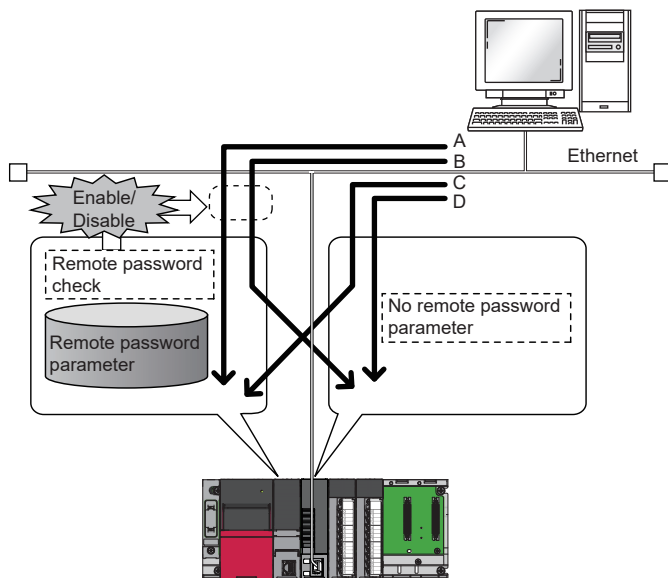 A
B
Ethernet
C
D
Enable/
Disable
Remote password
check
Remote password
parameter
No remote password
parameter